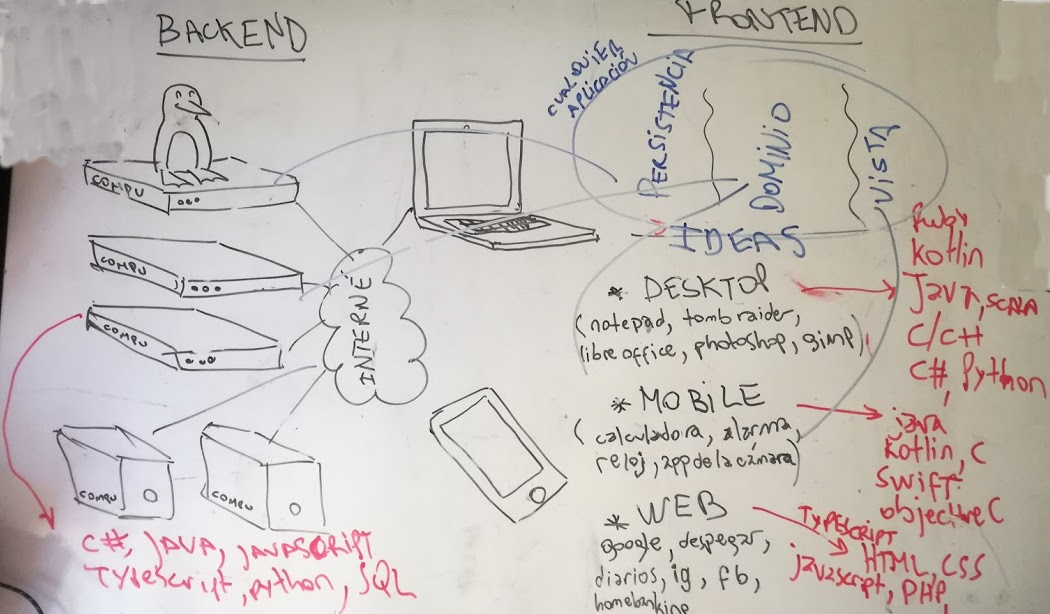 BACKEND
FRONTEND
CUALQUIER
APLICACIÓN
PERSISTENCIA
DOMINIO
VISTA
IDEAS
COMPU
COMPU
COMPU
COMPU
COMPU
INTERNÉ
* DESKTOP
(notepad, tomb raider,
libre office, photoshop, gimp)
Ruby
Kotlin
Java,
C/C++
C#, Python
* MOBILE
(calculadora, alarma,
reloj, app de la cámara)
java
Kotlin, C
Swift
objective C
* WEB
google, despegar,
diarios, ig, fb,
homebanking
TYPESCRIPT
HTML, CSS
javascript, PHP,
C#, JAVA, JAVASCRIPT
Typescript, python, SQL